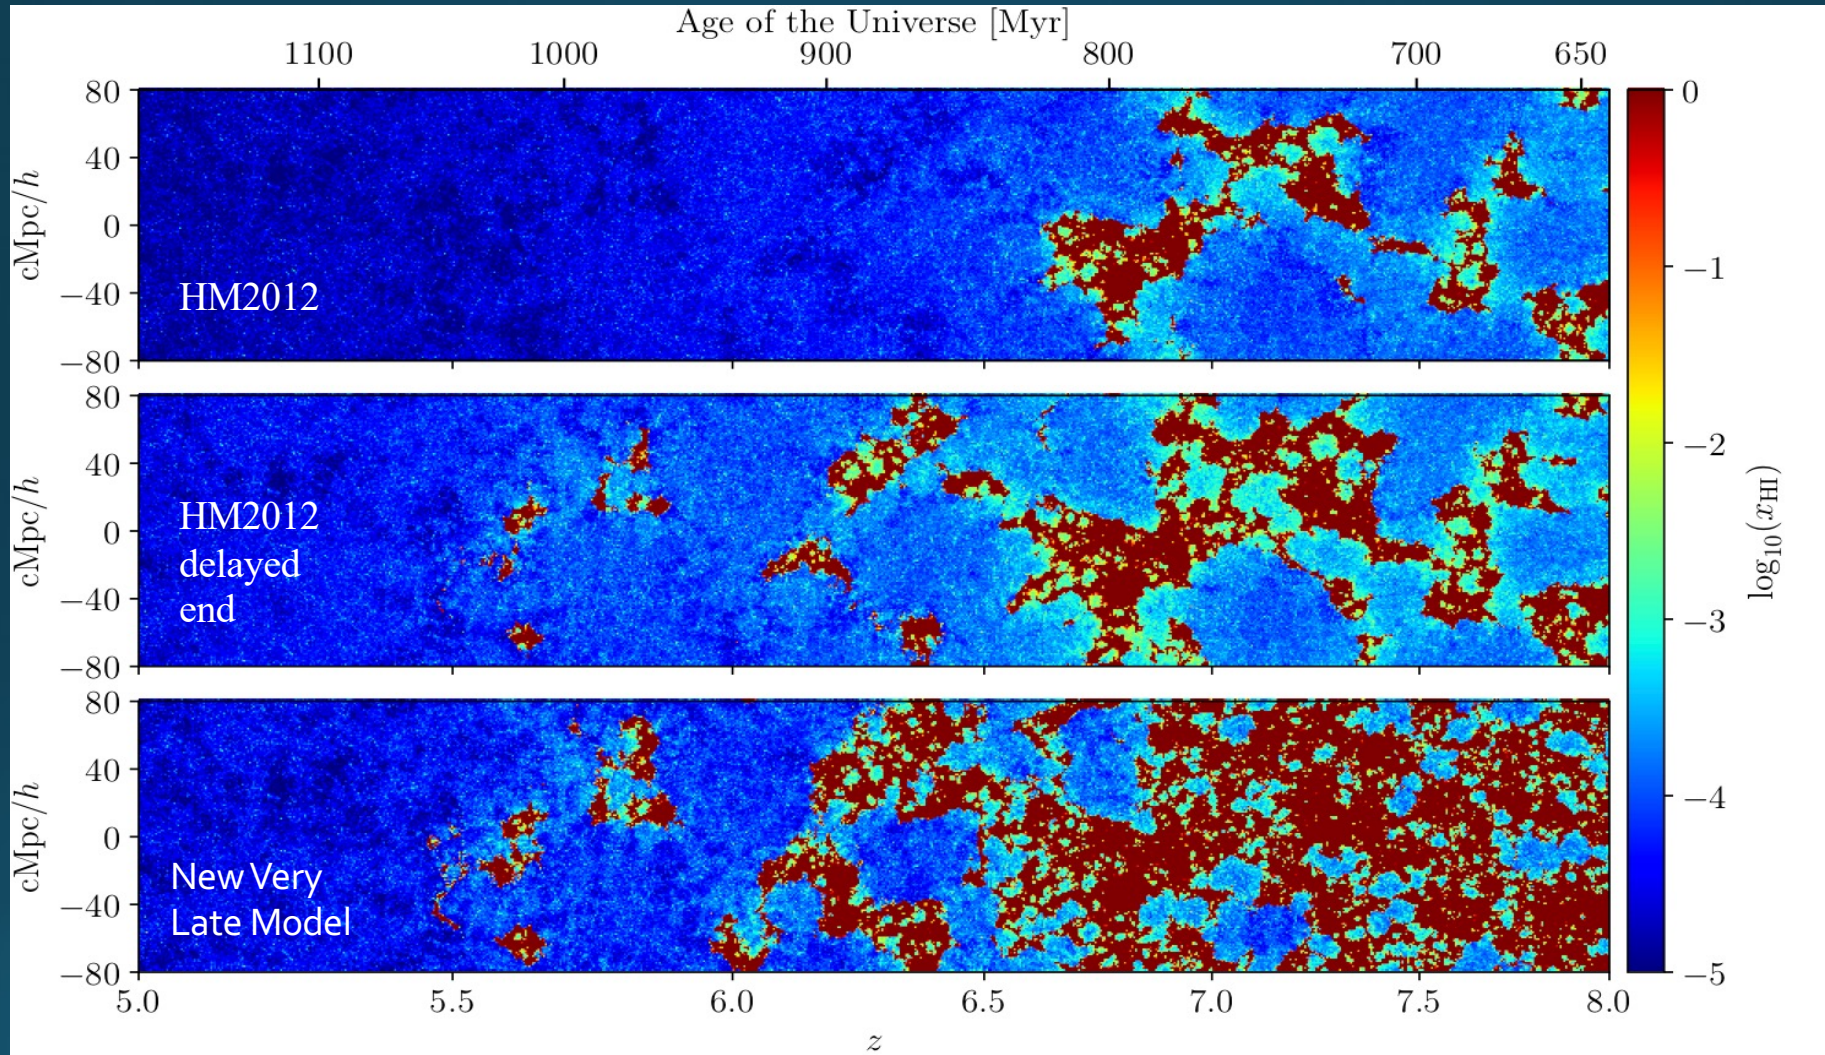 Age of the Universe [Myr]
1100 1000 900 800 700 650
80
40
0
−40
−80
cMpc/h
HM2012
80
40
0
−40
−80
cMpc/h
HM2012
delayed
end
80
40
0
−40
−80
cMpc/h
New Very
Late Model
5.0 5.5 6.0 6.5 7.0 7.5 8.0
z
0
−1
−2
−3
−4
−5
log₁₀(x_HI)